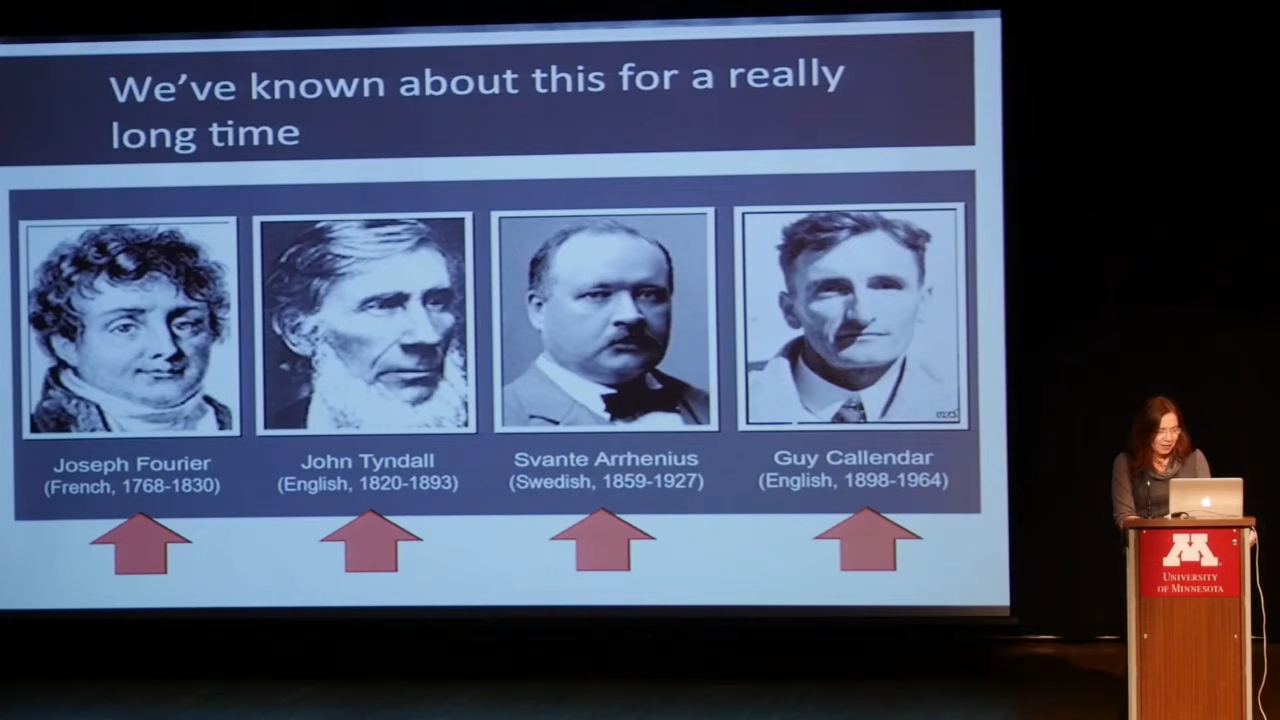 We've known about this for a really
long time
Joseph Fourier
(French, 1768-1830)
John Tyndall
(English, 1820-1893)
Svante Arrhenius
(Swedish, 1859-1927)
Guy Callendar
(English, 1898-1964)
M
UNIVERSITY
OF MINNESOTA